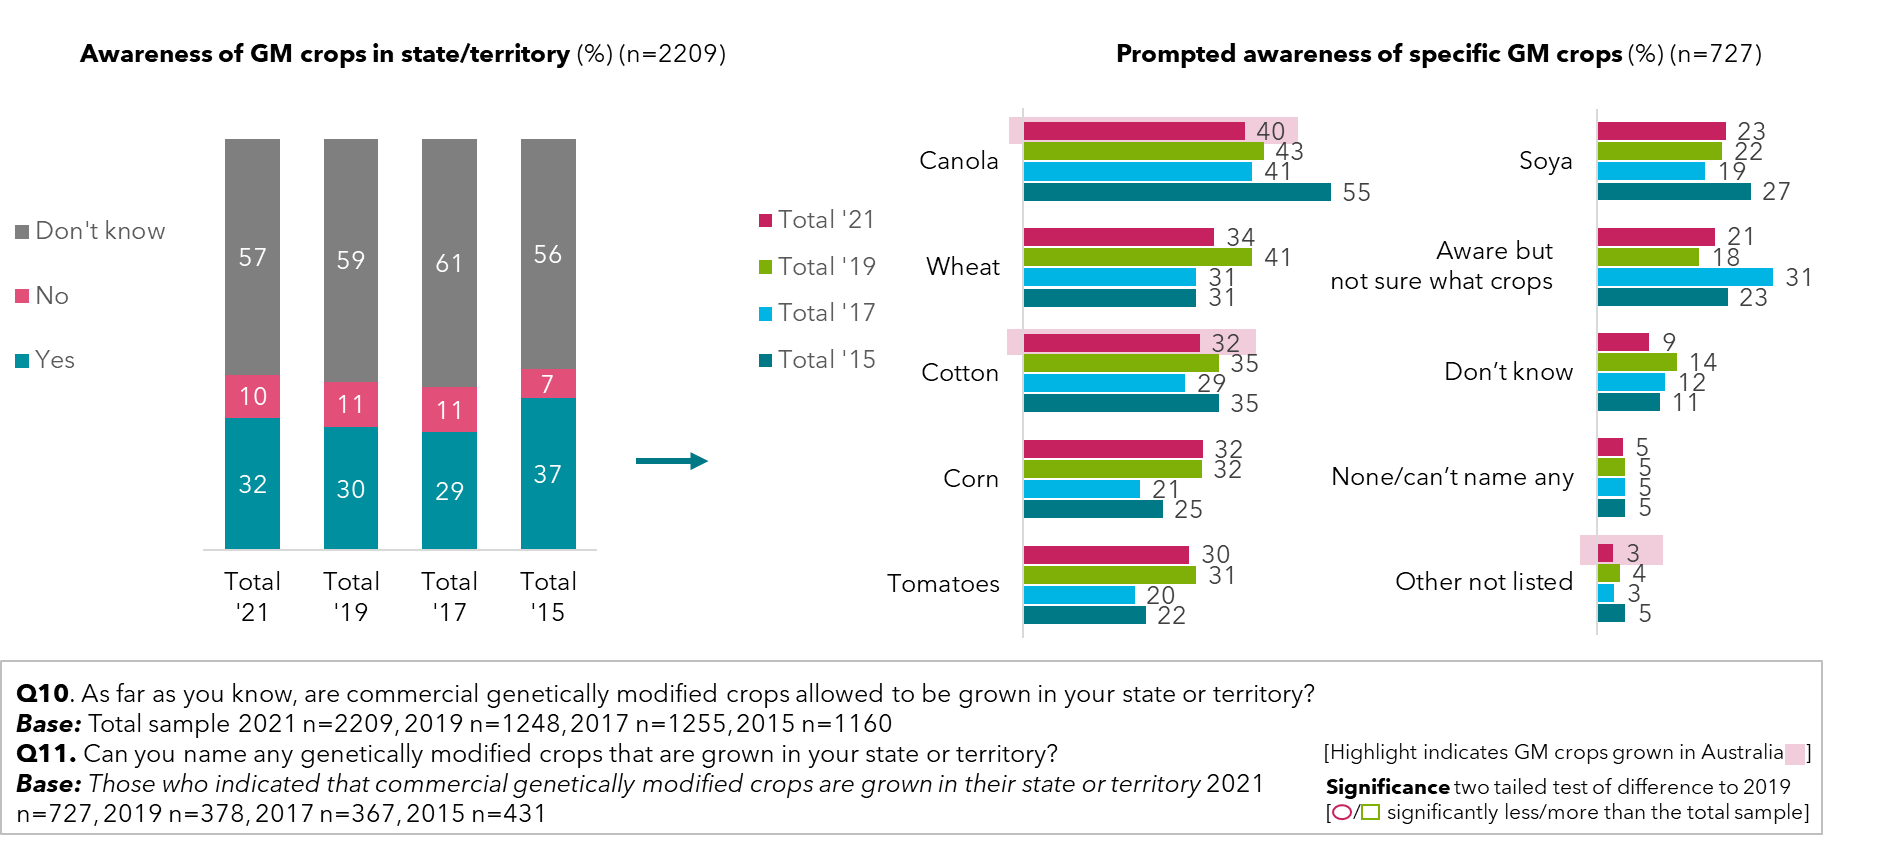 Awareness of GM crops in state/territory (%) (n=2209)
Don't know
No
Yes
57
59
61
56
10
11
11
7
32
30
29
37
Total '21
Total '19
Total '17
Total '15
Prompted awareness of specific GM crops (%) (n=727)
Total '21
Total '19
Total '17
Total '15
Canola
40
43
41
55
Wheat
34
41
31
31
Cotton
32
35
29
35
Corn
32
32
21
25
Tomatoes
30
31
20
22
Soya
23
22
19
27
Aware but
not sure what crops
21
18
31
23
Don’t know
9
14
12
11
None/can’t name any
5
5
5
5
Other not listed
3
4
3
5
Q10. As far as you know, are commercial genetically modified crops allowed to be grown in your state or territory?
Base: Total sample 2021 n=2209, 2019 n=1248, 2017 n=1255, 2015 n=1160
Q11. Can you name any genetically modified crops that are grown in your state or territory?
Base: Those who indicated that commercial genetically modified crops are grown in their state or territory 2021
n=727, 2019 n=378, 2017 n=367, 2015 n=431
[Highlight indicates GM crops grown in Australia ]
Significance two tailed test of difference to 2019
[ / significantly less/more than the total sample]